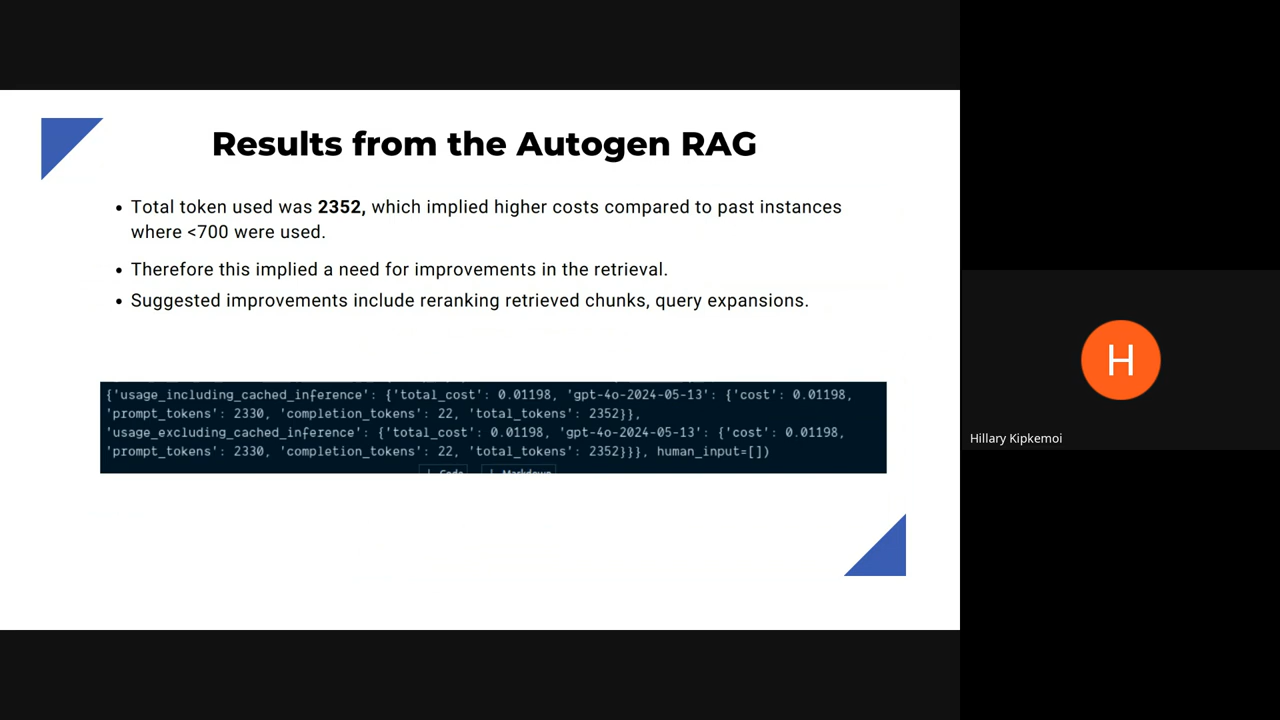 Results from the Autogen RAG
• Total token used was 2352, which implied higher costs compared to past instances
where <700 were used.
• Therefore this implied a need for improvements in the retrieval.
• Suggested improvements include reranking retrieved chunks, query expansions.
{'usage_including_cached_inference': {'total_cost': 0.01198, 'gpt-4o-2024-05-13': {'cost': 0.01198,
'prompt_tokens': 2330, 'completion_tokens': 22, 'total_tokens': 2352}},
'usage_excluding_cached_inference': {'total_cost': 0.01198, 'gpt-4o-2024-05-13': {'cost': 0.01198,
'prompt_tokens': 2330, 'completion_tokens': 22, 'total_tokens': 2352}}}, human_input=[])
Code Markdown
H
Hillary Kipkemoi